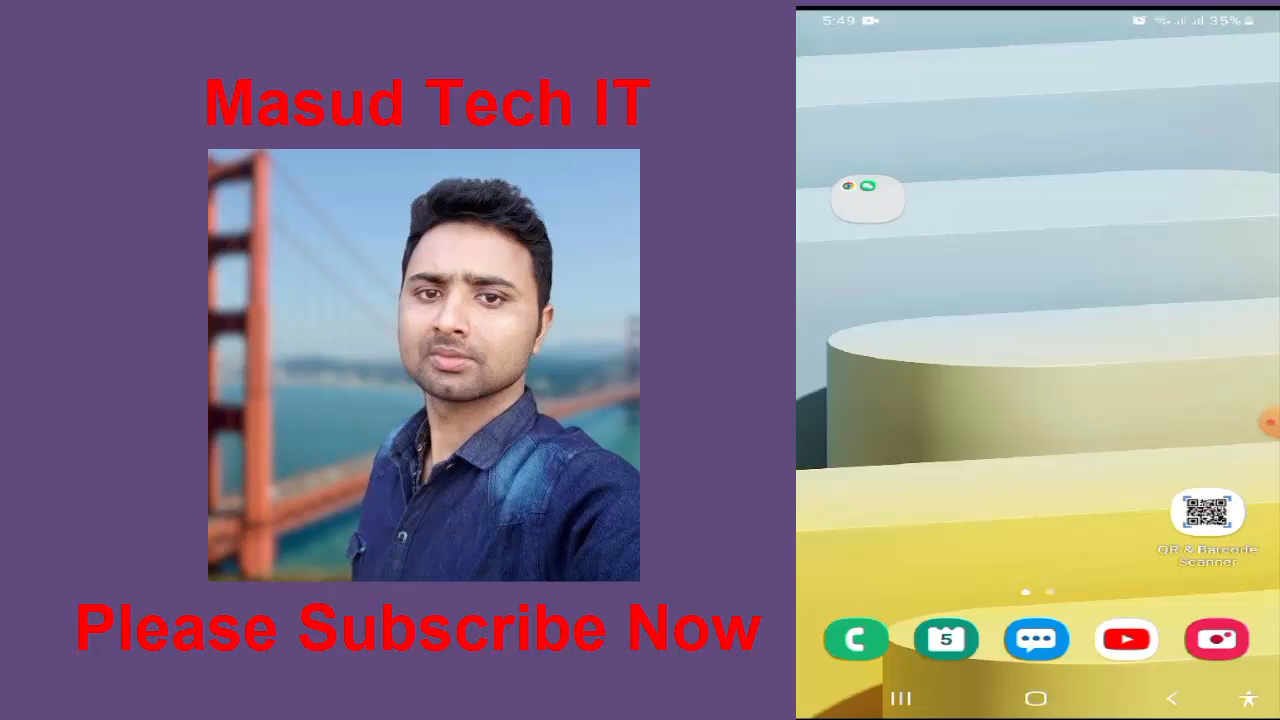 Masud Tech IT
Please Subscribe Now
5:49
35%
QR & Barcode
Scanner
5